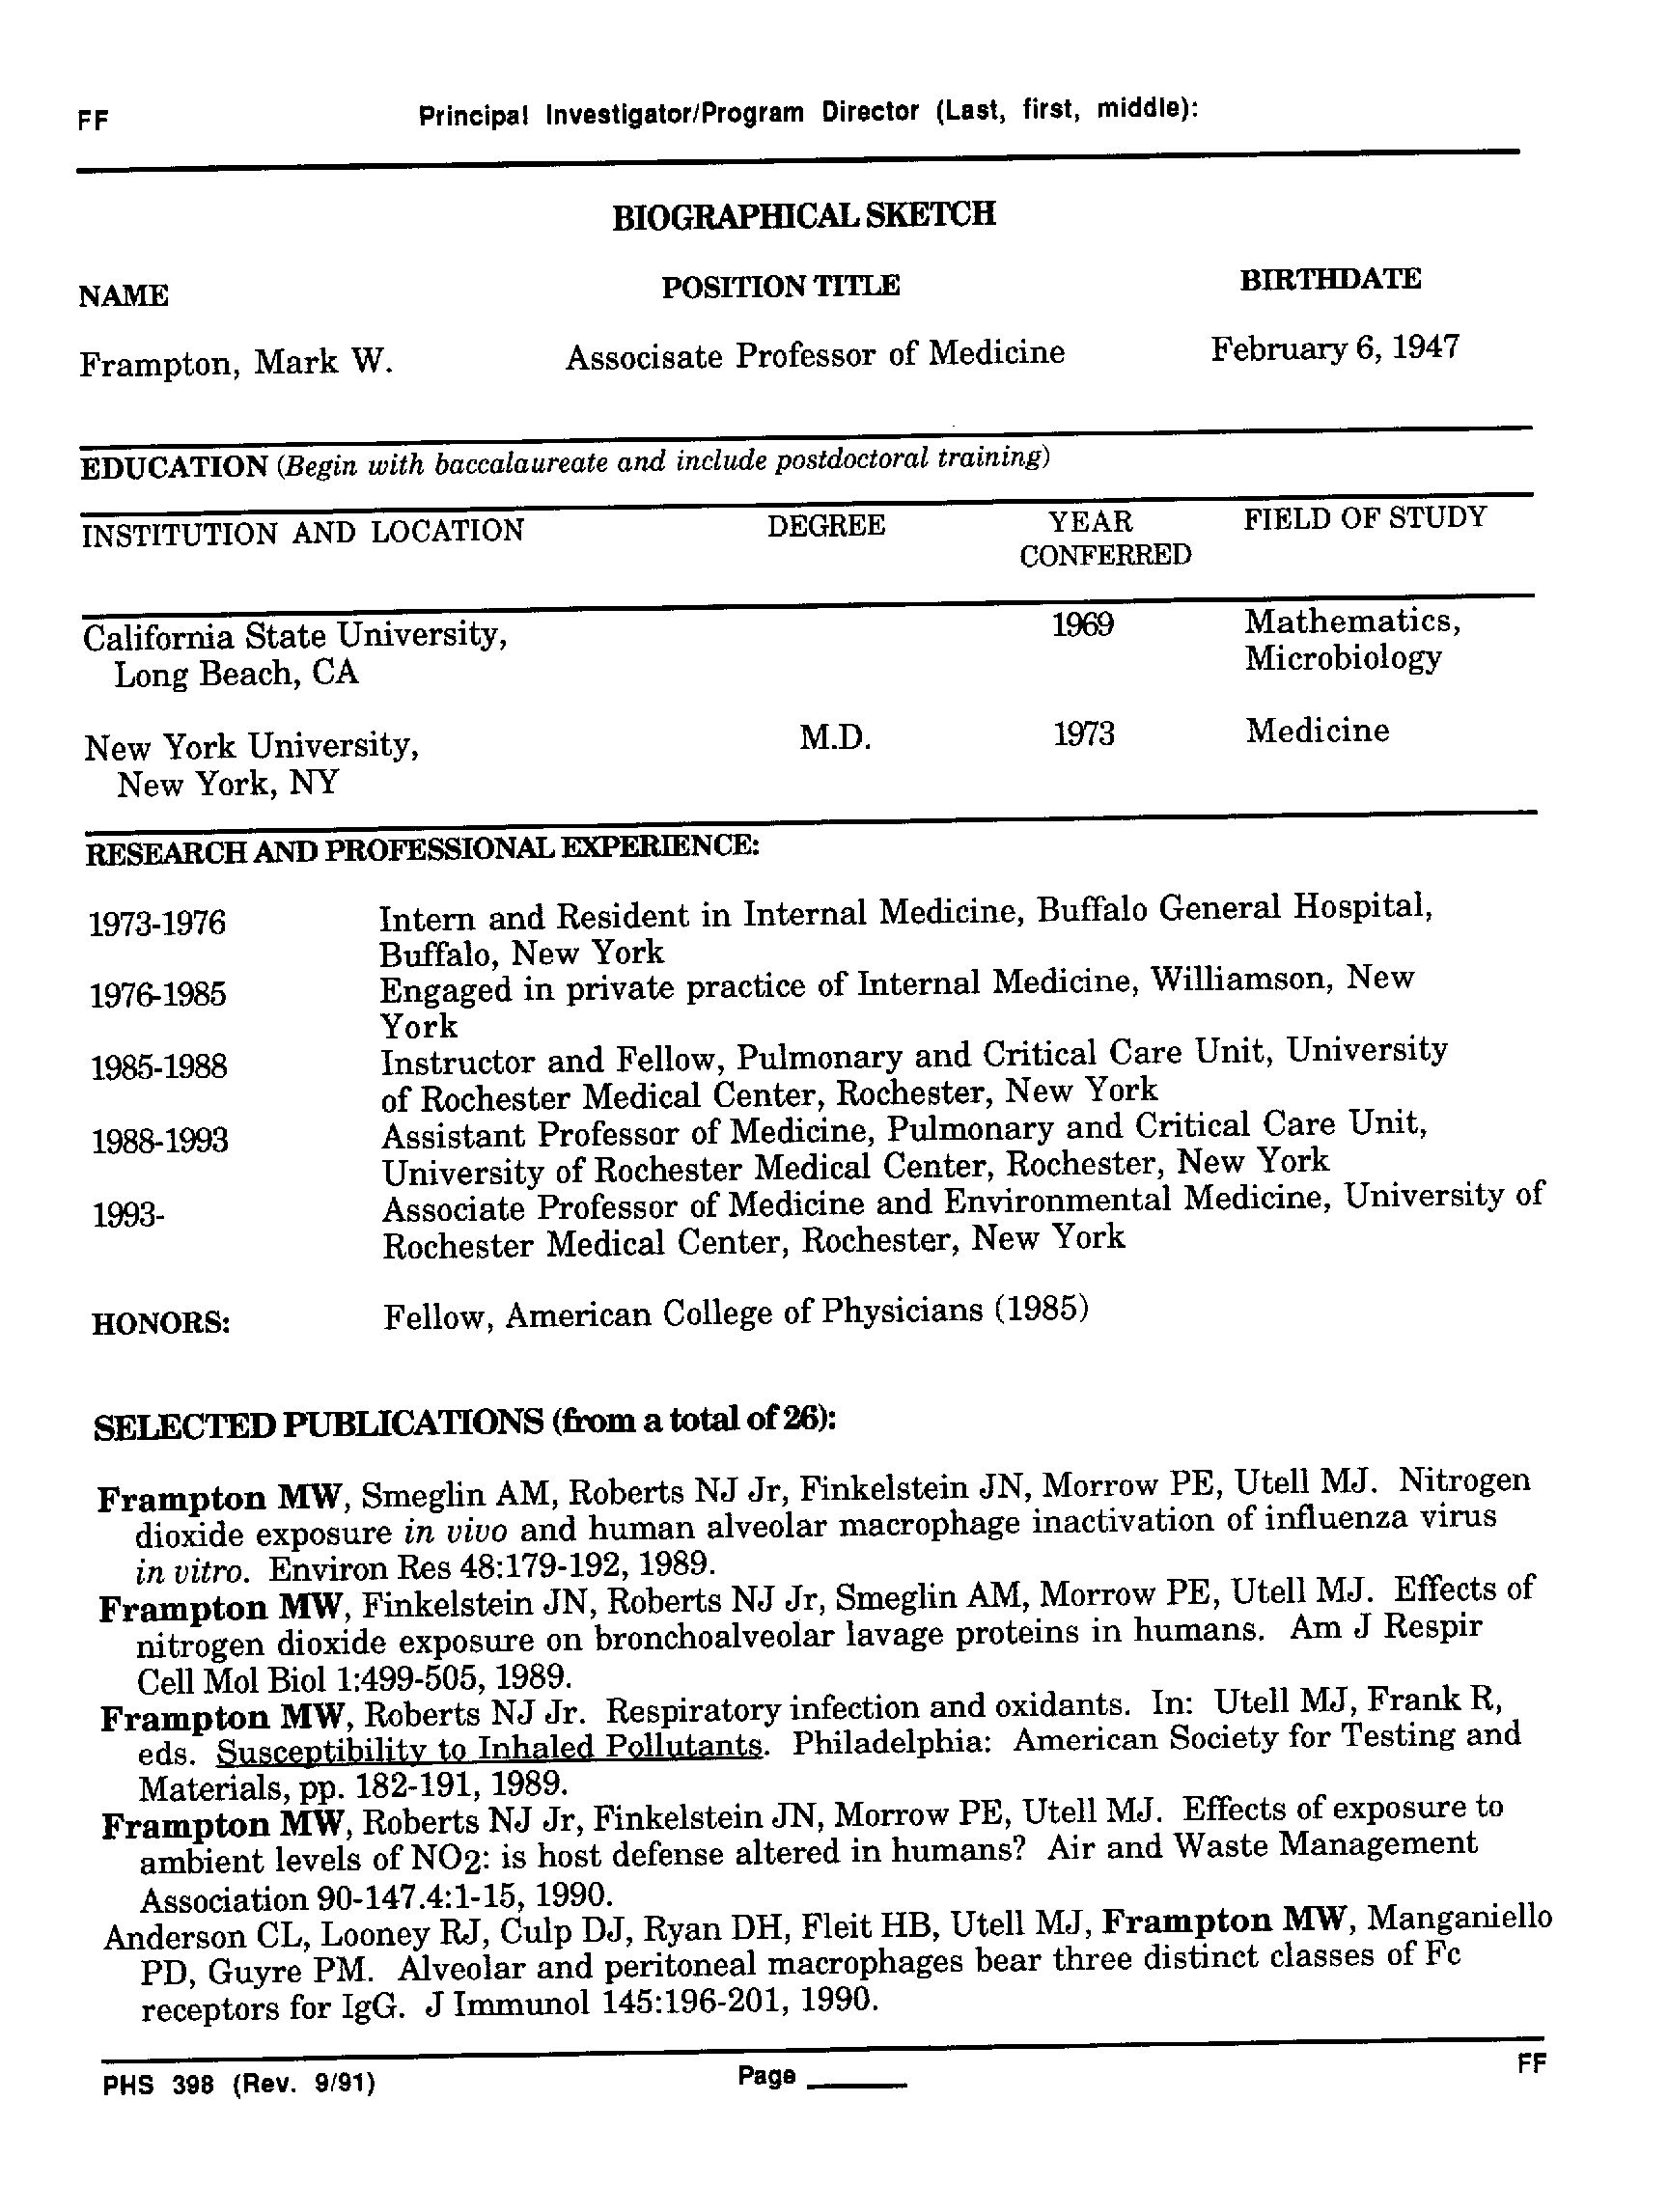 FF Principal Investigator/Program Director (Last, first, middle):
BIOGRAPHICAL SKETCH
NAME POSITION TITLE BIRTHDATE
Frampton, Mark W. Associsate Professor of Medicine February 6, 1947
EDUCATION (Begin with baccalaureate and include postdoctoral training)
INSTITUTION AND LOCATION DEGREE YEAR FIELD OF STUDY
CONFERRED
California State University, 1969 Mathematics,
Long Beach, CA Microbiology
New York University, M.D. 1973 Medicine
New York, NY
RESEARCH AND PROFESSIONAL EXPERIENCE:
1973-1976 Intern and Resident in Internal Medicine, Buffalo General Hospital,
Buffalo, New York
1976-1985 Engaged in private practice of Internal Medicine, Williamson, New
York
1985-1988 Instructor and Fellow, Pulmonary and Critical Care Unit, University
of Rochester Medical Center, Rochester, New York
1988-1993 Assistant Professor of Medicine, Pulmonary and Critical Care Unit,
University of Rochester Medical Center, Rochester, New York
1993- Associate Professor of Medicine and Environmental Medicine, University of
Rochester Medical Center, Rochester, New York
HONORS: Fellow, American College of Physicians (1985)
SELECTED PUBLICATIONS (from a total of 26):
Frampton MW, Smeglin AM, Roberts NJ Jr, Finkelstein JN, Morrow PE, Utell MJ. Nitrogen
dioxide exposure in vivo and human alveolar macrophage inactivation of influenza virus
in vitro. Environ Res 48:179-192, 1989.
Frampton MW, Finkelstein JN, Roberts NJ Jr, Smeglin AM, Morrow PE, Utell MJ. Effects of
nitrogen dioxide exposure on bronchoalveolar lavage proteins in humans. Am J Respir
Cell Mol Biol 1:499-505, 1989.
Frampton MW, Roberts NJ Jr. Respiratory infection and oxidants. In: Utell MJ, Frank R,
eds. Susceptibility to Inhaled Pollutants. Philadelphia: American Society for Testing and
Materials, pp. 182-191, 1989.
Frampton MW, Roberts NJ Jr, Finkelstein JN, Morrow PE, Utell MJ. Effects of exposure to
ambient levels of NO2: is host defense altered in humans? Air and Waste Management
Association 90-147.4:1-15, 1990.
Anderson CL, Looney RJ, Culp DJ, Ryan DH, Fleit HB, Utell MJ, Frampton MW, Manganiello
PD, Guyre PM. Alveolar and peritoneal macrophages bear three distinct classes of Fc
receptors for IgG. J Immunol 145:196-201, 1990.
PHS 398 (Rev. 9/91) Page ______ FF